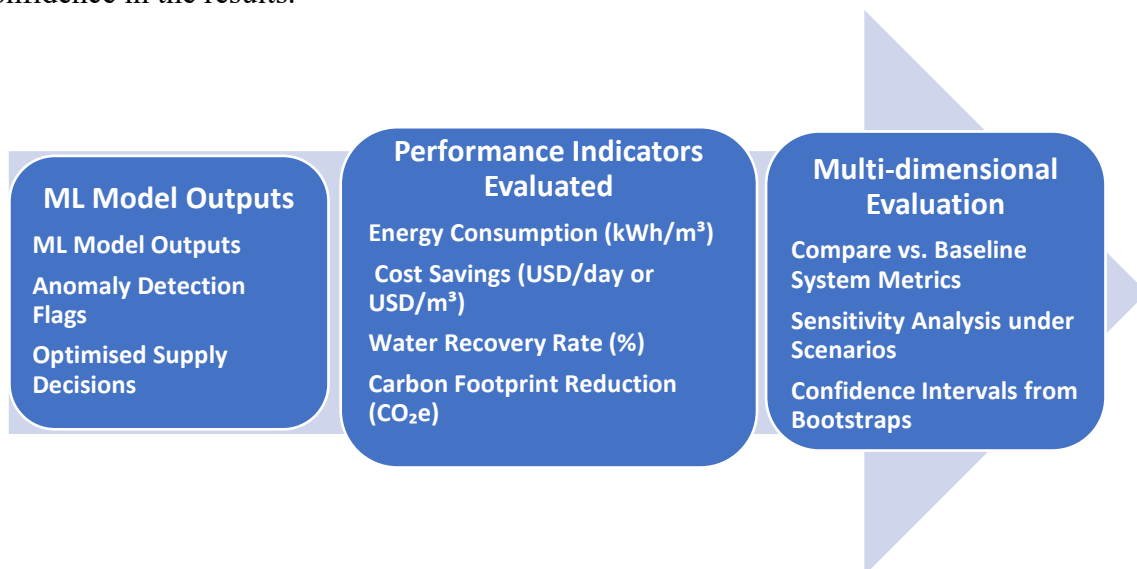 ML Model Outputs
ML Model Outputs
Anomaly Detection
Flags
Optimised Supply
Decisions
Performance Indicators
Evaluated
Energy Consumption (kWh/m³)
Cost Savings (USD/day or
USD/m³)
Water Recovery Rate (%)
Carbon Footprint Reduction
(CO₂e)
Multi-dimensional
Evaluation
Compare vs. Baseline
System Metrics
Sensitivity Analysis under
Scenarios
Confidence Intervals from
Bootstraps